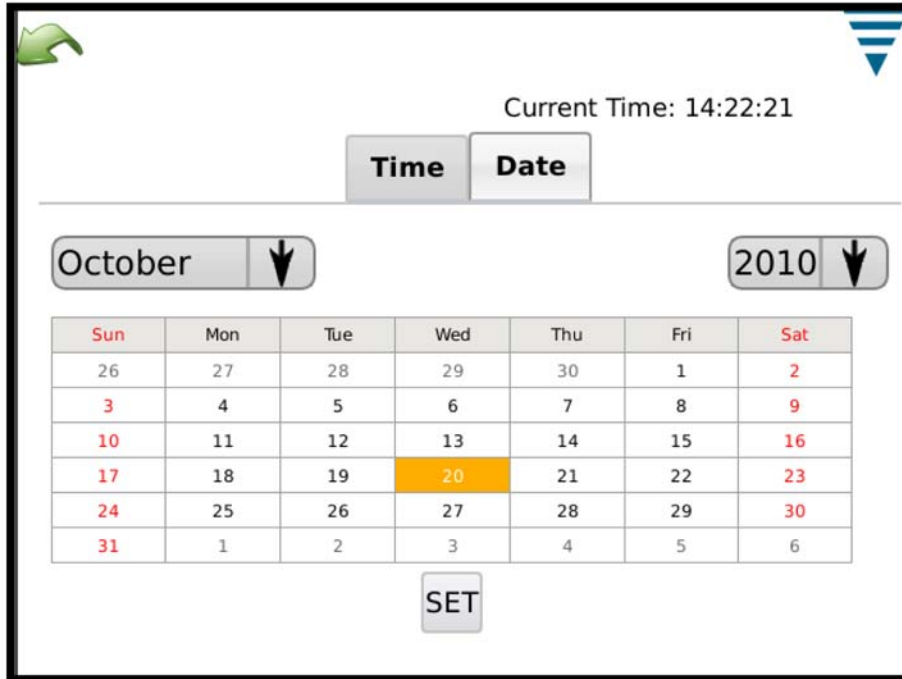 Current Time: 14:22:21
Time Date
October 2010
Sun Mon Tue Wed Thu Fri Sat
26 27 28 29 30 1 2
3 4 5 6 7 8 9
10 11 12 13 14 15 16
17 18 19 20 21 22 23
24 25 26 27 28 29 30
31 1 2 3 4 5 6
SET